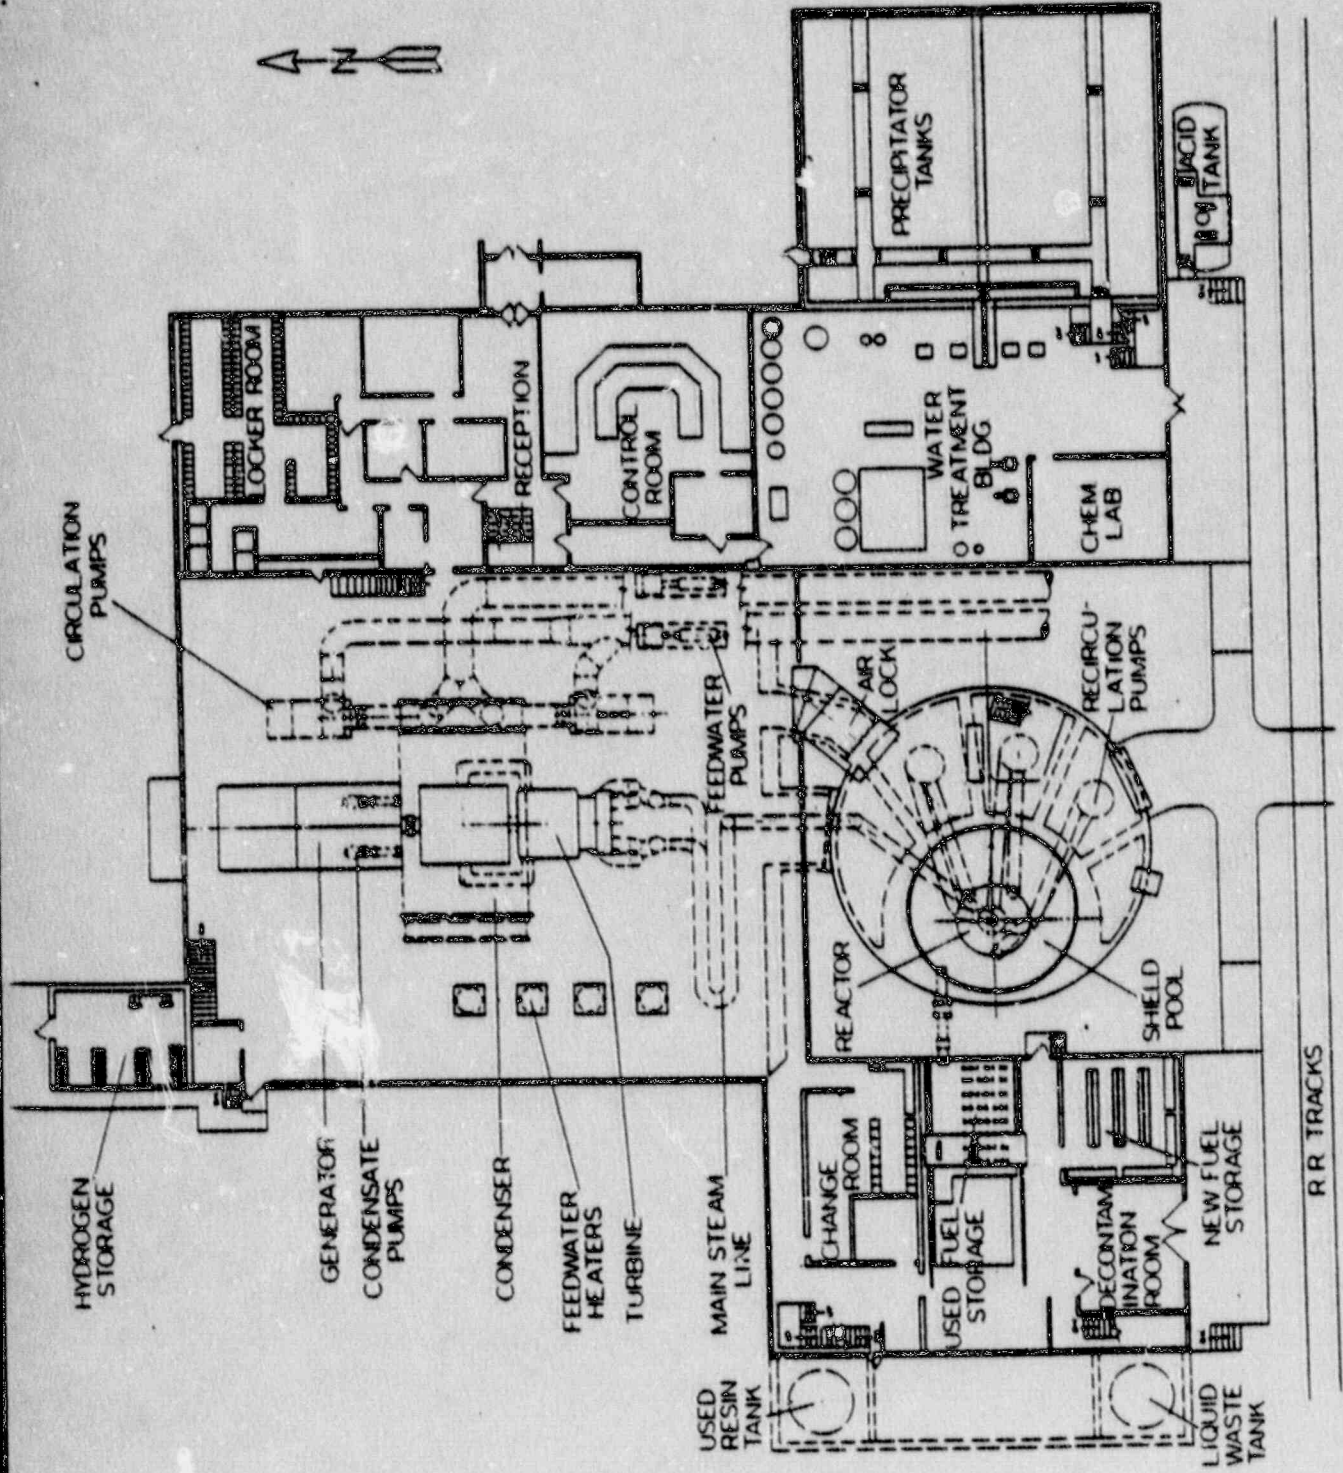 N
HYDROGEN
STORAGE
GENERATOR
CONDENSATE
PUMPS
CONDENSER
FEEDWATER
HEATERS
TURBINE
MAIN STEAM
LINE
USED
RESIN
TANK
LIQUID
WASTE
TANK
CIRCULATION
PUMPS
LOCKER ROOM
RECEPTION
CONTROL
ROOM
FEEDWATER
PUMPS
WATER
TREATMENT
BLDG
CHEM
LAB
PRECIPITATOR
TANKS
ACID
TANK
AIR
LOCK
RECIRCU-
LATION
PUMPS
REACTOR
SHIELD
POOL
CHANGE
ROOM
USED FUEL
STORAGE
DECONTAM
INATION
ROOM
NEW FUEL
STORAGE
RR TRACKS